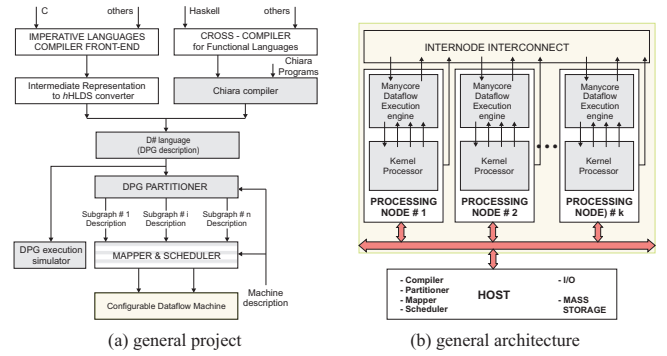 C
others
Haskell
others
IMPERATIVE LANGUAGES
COMPILER FRONT-END
CROSS - COMPILER
for Functional Languages
Chiara
Programs
Intermediate Representation
to hHLDS converter
Chiara compiler
D# language
(DPG description)
DPG PARTITIONER
Subgraph # 1
Description
Subgraph # i
Description
Subgraph # n
Description
DPG execution
simulator
MAPPER & SCHEDULER
Machine
description
Configurable Dataflow Machine
(a) general project
INTERNODE INTERCONNECT
Manycore
Dataflow
Execution
engine
Kernel
Processor
PROCESSING
NODE # 1
Manycore
Dataflow
Execution
engine
Kernel
Processor
PROCESSING
NODE # 2
Manycore
Dataflow
Execution
engine
Kernel
Processor
PROCESSING
NODE) # k
- Compiler
- Partitioner
- Mapper
- Scheduler
HOST
- I/O
- MASS
STORAGE
(b) general architecture